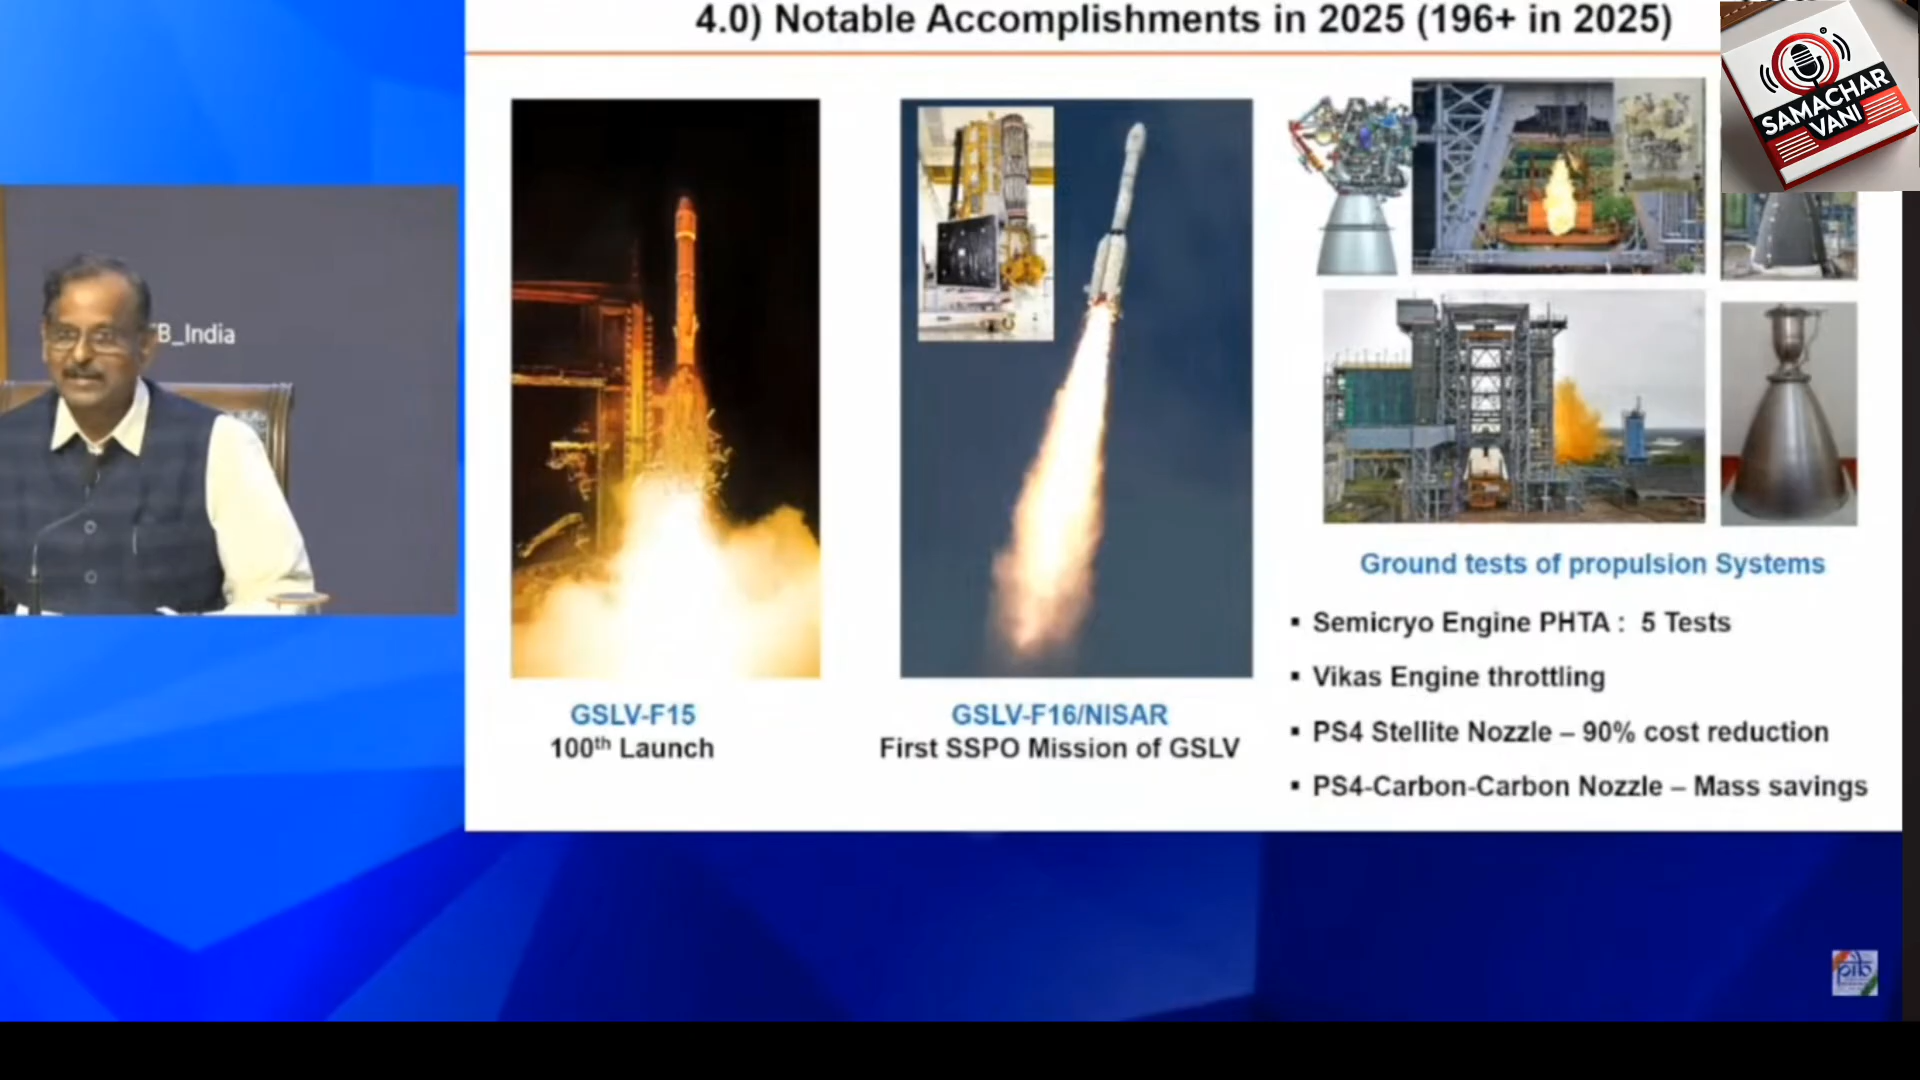 4.0) Notable Accomplishments in 2025 (196+ in 2025)
SAMACHAR
VANI
B_India
Ground tests of propulsion Systems
▪ Semicryo Engine PHTA : 5 Tests
▪ Vikas Engine throttling
▪ PS4 Stellite Nozzle – 90% cost reduction
▪ PS4-Carbon-Carbon Nozzle – Mass savings
GSLV-F15
100th Launch
GSLV-F16/NISAR
First SSPO Mission of GSLV
pib